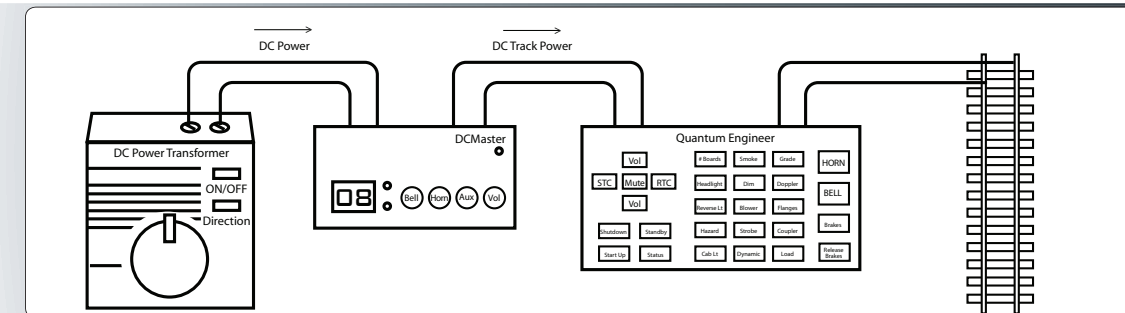 DC Power
DC Track Power
DC Power Transformer
ON/OFF
Direction
DCMaster
08
Bell
Horn
Aux
Vol
Quantum Engineer
Vol
STC
Mute
RTC
Vol
Shutdown
Standby
Start Up
Status
# Boards
Smoke
Grade
Headlight
Dim
Doppler
Reverse Lt
Blower
Flanges
Hazard
Strobe
Coupler
Cab Lt
Dynamic
Load
HORN
BELL
Brakes
Release
Brakes